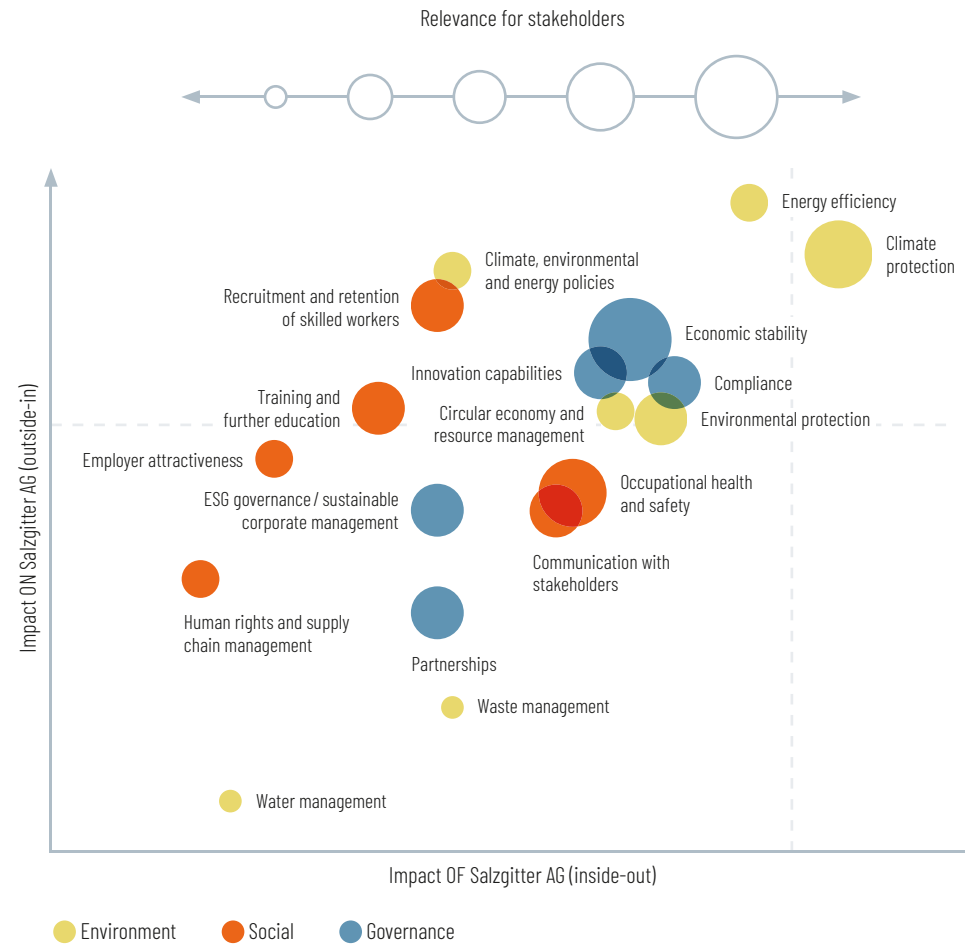 Relevance for stakeholders
Energy efficiency
Climate
protection
Climate, environmental
and energy policies
Recruitment and retention
of skilled workers
Economic stability
Innovation capabilities
Compliance
Training and
further education
Circular economy and
resource management
Environmental protection
Employer attractiveness
ESG governance / sustainable
corporate management
Occupational health
and safety
Communication with
stakeholders
Human rights and supply
chain management
Partnerships
Waste management
Water management
Impact ON Salzgitter AG (outside-in)
Impact OF Salzgitter AG (inside-out)
Environment
Social
Governance